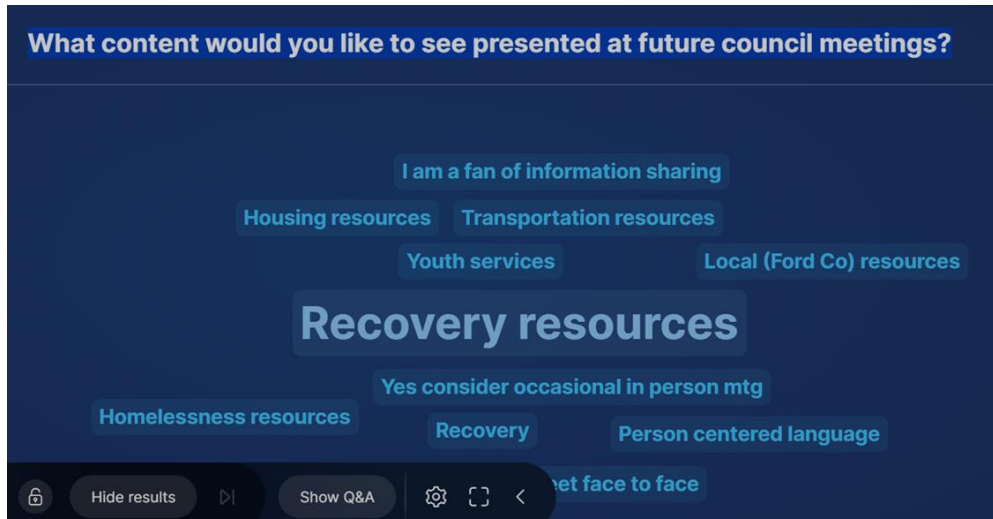 What content would you like to see presented at future council meetings?
I am a fan of information sharing
Housing resources Transportation resources
Youth services Local (Ford Co) resources
Recovery resources
Yes consider occasional in person mtg
Homelessness resources
Recovery Person centered language
face to face
Hide results Show Q&A